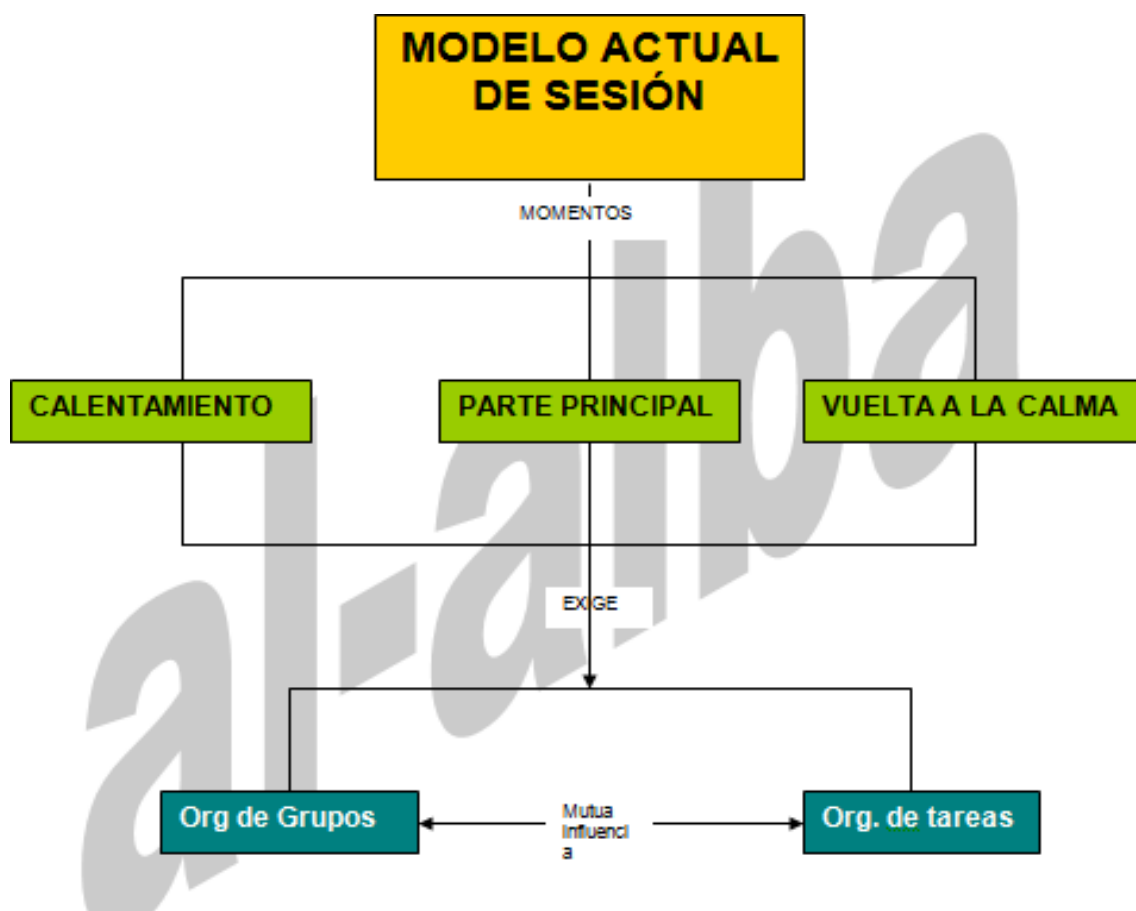 MODELO ACTUAL
DE SESIÓN
MOMENTOS
CALENTAMIENTO
PARTE PRINCIPAL
VUELTA A LA CALMA
EXIGE
Org de Grupos
Mutua
influenci
a
Org. de tareas
al-alba